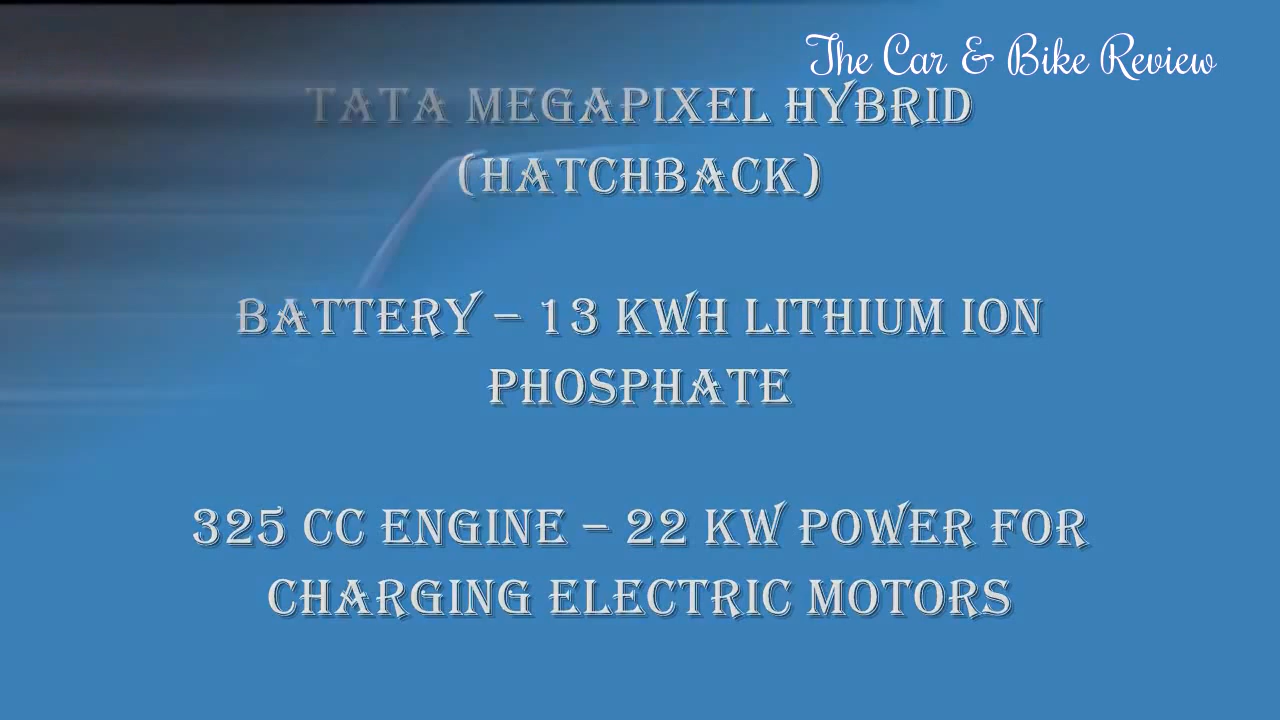 The Car & Bike Review
TATA MEGAPIXEL HYBRID
(HATCHBACK)
BATTERY – 13 KWH LITHIUM ION
PHOSPHATE
325 CC ENGINE – 22 KW POWER FOR
CHARGING ELECTRIC MOTORS